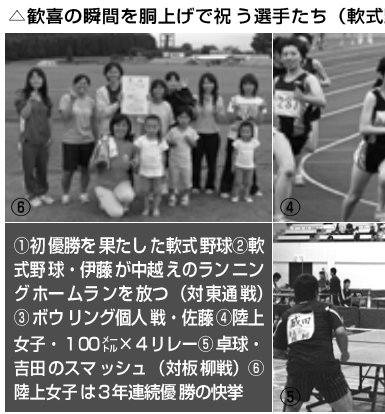 △歓喜の瞬間を胴上げで祝う選手たち（軟式
⑥
④
①初優勝を果たした軟式野球②軟
式野球・伊藤が中越えのランニン
グホームランを放つ（対東通戦）
③ボウリング個人戦・佐藤④陸上
女子・１００㍍×４リレー⑤卓球・
吉田のスマッシュ（対板柳戦）⑥
陸上女子は３年連続優勝の快挙
⑤